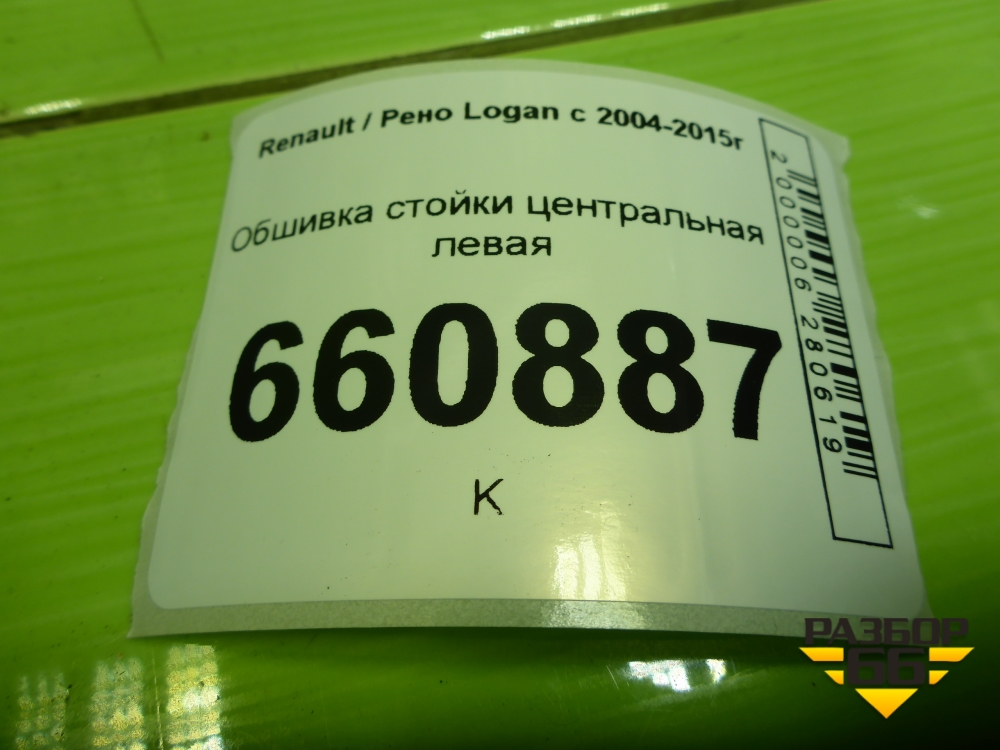 Renault / Рено Logan с 2004-2015г
Обшивка стойки центральная
левая
660887
К
2000006280619
РАЗБОР
66